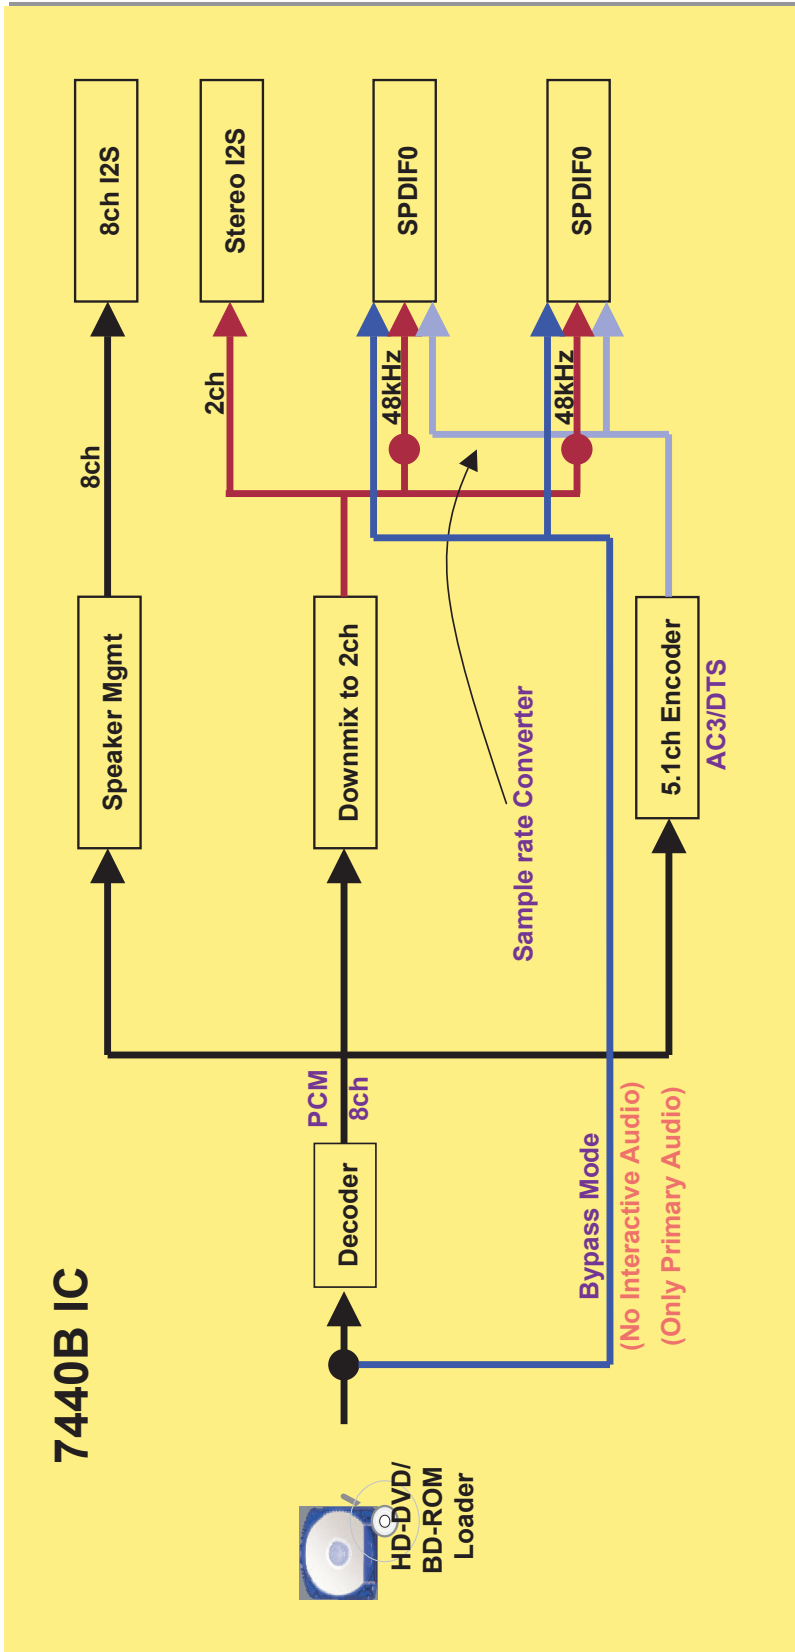 7440B IC
HD-DVD/
BD-ROM
Loader
Decoder
PCM
8ch
Bypass Mode
(No Interactive Audio)
(Only Primary Audio)
Speaker Mgmt
Downmix to 2ch
5.1ch Encoder
AC3/DTS
Sample rate Converter
8ch
2ch
48kHz
48kHz
8ch I2S
Stereo I2S
SPDIF0
SPDIF0